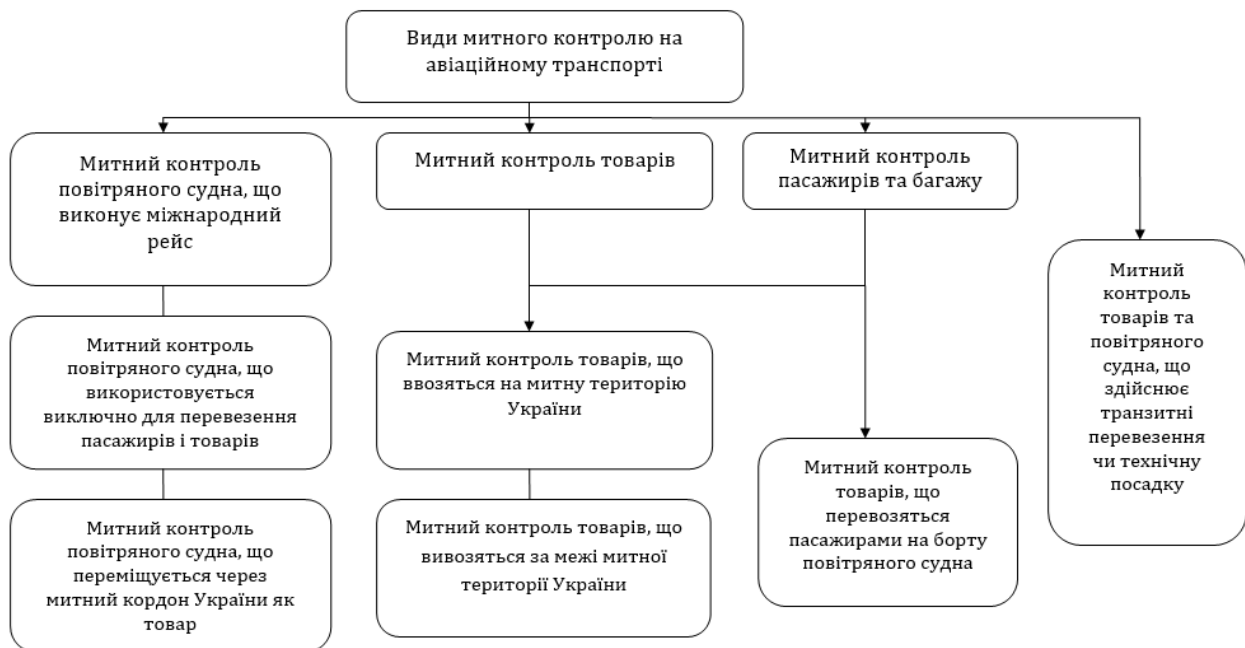 Види митного контролю на
авіаційному транспорті
Митний контроль
повітряного судна, що
виконує міжнародний
рейс
Митний контроль товарів
Митний контроль
пасажирів та багажу
Митний
контроль
товарів та
повітряного
судна, що
здійснює
транзитні
перевезення
чи технічну
посадку
Митний контроль
повітряного судна, що
використовується
виключно для перевезення
пасажирів і товарів
Митний контроль товарів, що
ввозяться на митну територію
України
Митний контроль
товарів, що
перевозяться
пасажирами на борту
повітряного судна
Митний контроль
повітряного судна, що
переміщується через
митний кордон України як
товар
Митний контроль товарів, що
вивозяться за межі митної
території України